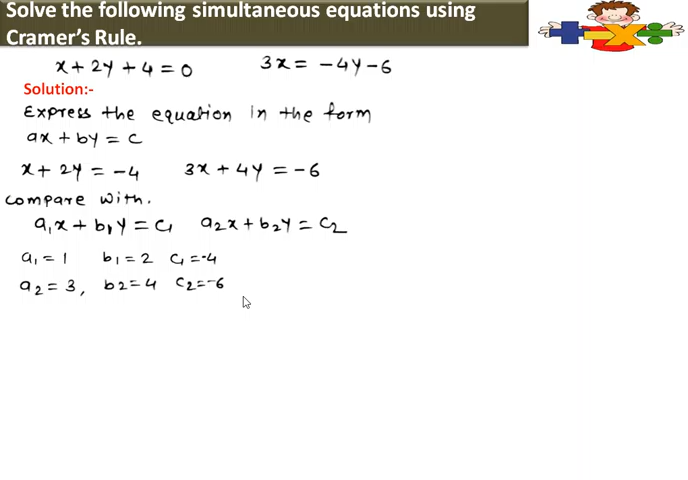 Solve the following simultaneous equations using
Cramer's Rule.
x + 2y + 4 = 0 3x = -4y - 6
Solution:-
Express the equation in the form
ax + by = c
x + 2y = -4 3x + 4y = -6
compare with.
a₁x + b₁y = c₁ a₂x + b₂y = c₂
a₁ = 1 b₁ = 2 c₁ = -4
a₂ = 3, b₂ = 4 c₂ = -6